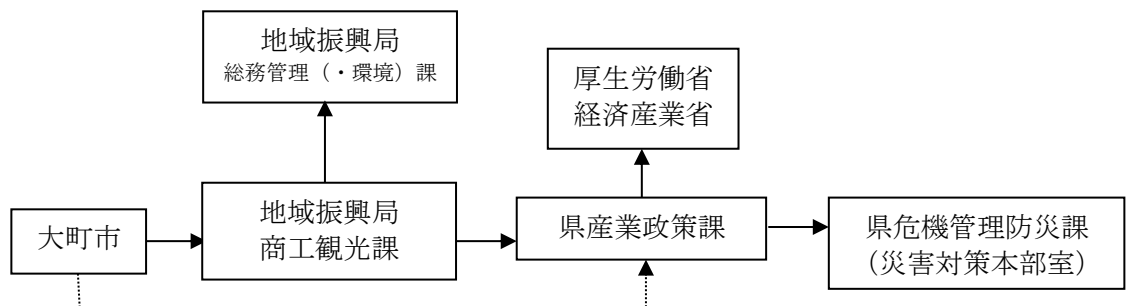 地域振興局
総務管理（・環境）課
厚生労働省
経済産業省
大町市
地域振興局
商工観光課
県産業政策課
県危機管理防災課
（災害対策本部室）